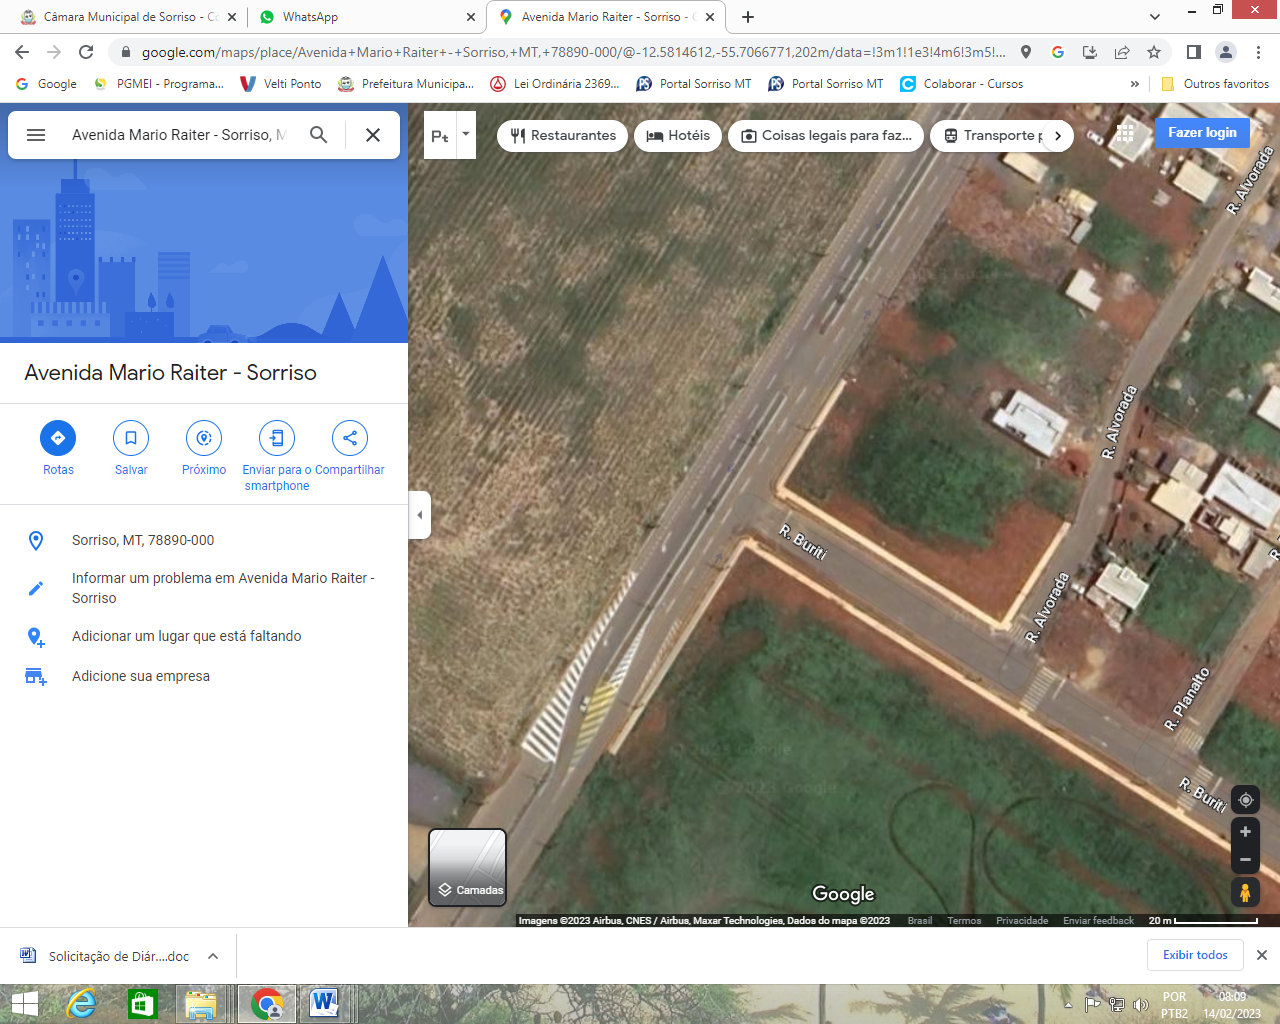 Câmara Municipal de Sorriso - Co
WhatsApp
Avenida Mario Raiter - Sorriso - G
google.com/maps/place/Avenida+Mario+Raiter+-+Sorriso,+MT,+78890-000/@-12.5814612,-55.7066771,202m/data=!3m1!1e3!4m6!3m5!...
Google
PGMEI - Programa...
Velti Ponto
Prefeitura Municipa...
Lei Ordinária 2369...
Portal Sorriso MT
Portal Sorriso MT
Colaborar - Cursos
»
Outros favoritos
Avenida Mario Raiter - Sorriso, M
Pt
Restaurantes
Hotéis
Coisas legais para faz...
Transporte p
Fazer login
R. Alvorada
Avenida Mario Raiter - Sorriso
R. Alvorada
Rotas
Salvar
Próximo
Enviar para o smartphone
Compartilhar
R. Buriti
Sorriso, MT, 78890-000
Informar um problema em Avenida Mario Raiter -
Sorriso
R. Alvorada
Adicionar um lugar que está faltando
Adicione sua empresa
R. Planalto
R. Buriti
Camadas
Google
Imagens ©2023 Airbus, CNES / Airbus, Maxar Technologies, Dados do mapa ©2023
Brasil
Termos
Privacidade
Enviar feedback
20 m
Solicitação de Diár....doc
Exibir todos
POR
PTB2
08:09
14/02/2023